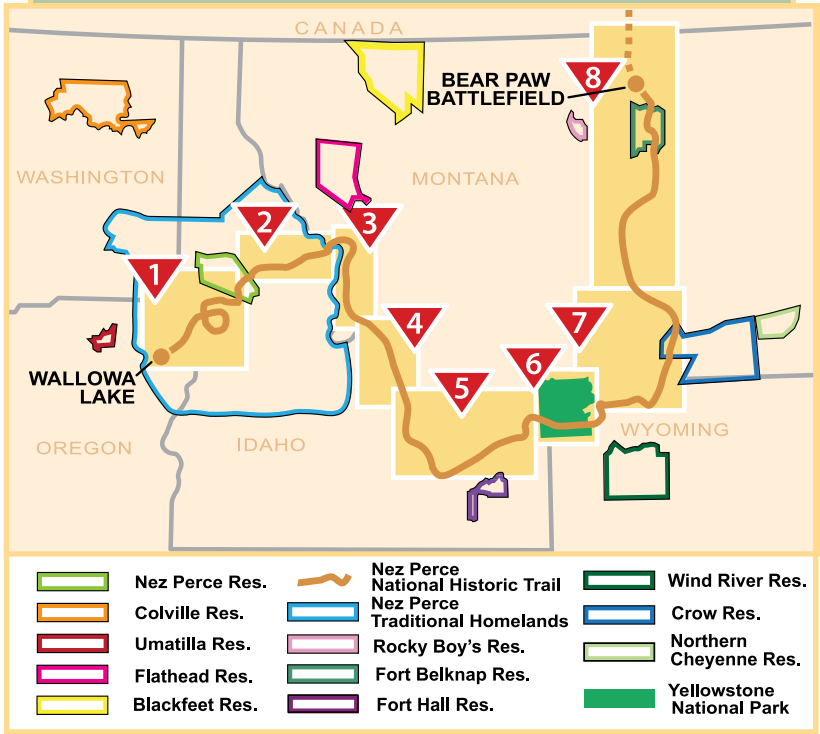 CANADA
8
BEAR PAW
BATTLEFIELD
WASHINGTON
MONTANA
2
3
1
4
7
6
5
WALLOWA
LAKE
OREGON
IDAHO
WYOMING
Nez Perce Res.
Colville Res.
Umatilla Res.
Flathead Res.
Blackfeet Res.
Nez Perce
National Historic Trail
Nez Perce
Traditional Homelands
Rocky Boy's Res.
Fort Belknap Res.
Fort Hall Res.
Wind River Res.
Crow Res.
Northern
Cheyenne Res.
Yellowstone
National Park